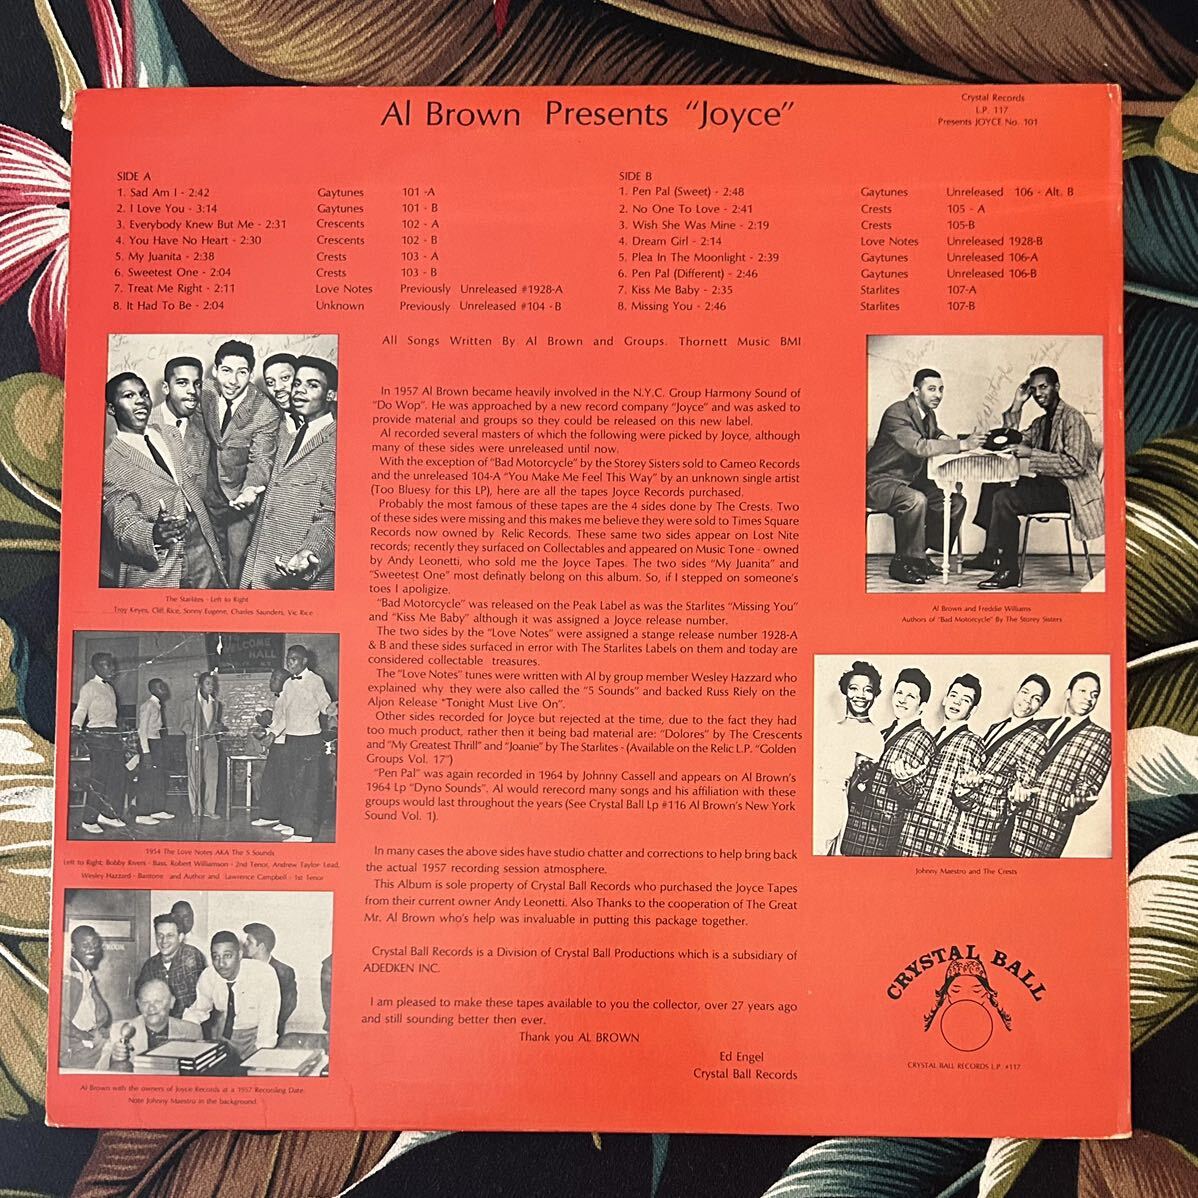 Al Brown Presents "Joyce"
Crystal Records
L.P. 117
Presents JOYCE No. 101
SIDE A
1. Sad Am I - 2:42 Gaytunes 101 -A
2. I Love You - 3:14 Gaytunes 101 - B
3. Everybody Knew But Me - 2:31 Crescents 102 - A
4. You Have No Heart - 2:30 Crescents 102 - B
5. My Juanita - 2:38 Crests 103 - A
6. Sweetest One - 2:04 Crests 103 - B
7. Treat Me Right - 2:11 Love Notes Previously Unreleased #1928-A
8. It Had To Be - 2:04 Unknown Previously Unreleased #104 - B
SIDE B
1. Pen Pal (Sweet) - 2:48 Gaytunes Unreleased 106 - Alt. B
2. No One To Love - 2:41 Crests 105 - A
3. Wish She Was Mine - 2:19 Crests 105-B
4. Dream Girl - 2:14 Love Notes Unreleased 1928-B
5. Plea In The Moonlight - 2:39 Gaytunes Unreleased 106-A
6. Pen Pal (Different) - 2:46 Gaytunes Unreleased 106-B
7. Kiss Me Baby - 2:35 Starlites 107-A
8. Missing You - 2:46 Starlites 107-B
All Songs Written By Al Brown and Groups. Thornett Music BMI
In 1957 Al Brown became heavily involved in the N.Y.C. Group Harmony Sound of
"Do Wop". He was approached by a new record company "Joyce" and was asked to
provide material and groups so they could be released on this new label.
Al recorded several masters of which the following were picked by Joyce, although
many of these sides were unreleased until now.
With the exception of "Bad Motorcycle" by the Storey Sisters sold to Cameo Records
and the unreleased 104-A "You Make Me Feel This Way" by an unknown single artist
(Too Bluesy for this LP), here are all the tapes Joyce Records purchased.
Probably the most famous of these tapes are the 4 sides done by The Crests. Two
of these sides were missing and this makes me believe they were sold to Times Square
Records now owned by Relic Records. These same two sides appear on Lost Nite
records; recently they surfaced on Collectables and appeared on Music Tone - owned
by Andy Leonetti, who sold me the Joyce Tapes. The two sides "My Juanita" and
"Sweetest One" most definatly belong on this album. So, if I stepped on someone's
toes I apoligize.
"Bad Motorcycle" was released on the Peak Label as was the Starlites "Missing You"
and "Kiss Me Baby" although it was assigned a Joyce release number.
The two sides by the "Love Notes" were assigned a stange release number 1928-A
& B and these sides surfaced in error with The Starlites Labels on them and today are
considered collectable treasures.
The "Love Notes" tunes were written with Al by group member Wesley Hazzard who
explained why they were also called the "5 Sounds" and backed Russ Riely on the
Aljon Release "Tonight Must Live On".
Other sides recorded for Joyce but rejected at the time, due to the fact they had
too much product, rather then it being bad material are: "Dolores" by The Crescents
and "My Greatest Thrill" and "Joanie" by The Starlites - (Available on the Relic L.P. "Golden
Groups Vol. 17")
"Pen Pal" was again recorded in 1964 by Johnny Cassell and appears on Al Brown's
1964 Lp "Dyno Sounds". Al would rerecord many songs and his affiliation with these
groups would last throughout the years (See Crystal Ball Lp #116 Al Brown's New York
Sound Vol. 1).
In many cases the above sides have studio chatter and corrections to help bring back
the actual 1957 recording session atmosphere.
This Album is sole property of Crystal Ball Records who purchased the Joyce Tapes
from their current owner Andy Leonetti. Also Thanks to the cooperation of The Great
Mr. Al Brown who's help was invaluable in putting this package together.
Crystal Ball Records is a Division of Crystal Ball Productions which is a subsidiary of
ADEDKEN INC.
I am pleased to make these tapes available to you the collector, over 27 years ago
and still sounding better then ever.
Thank you AL BROWN
Ed Engel
Crystal Ball Records
The Starlites - Left to Right
Troy Keyes, Cliff Rice, Sonny Eugene, Charles Saunders, Vic Rice
WELCOME
HALL
1954 The Love Notes AKA The 5 Sounds
Left to Right; Bobby Rivers - Bass, Robert Williamson - 2nd Tenor, Andrew Taylor Lead,
Wesley Hazzard - Baritone and Author and Lawrence Campbell - 1st Tenor
Al Brown with the owners of Joyce Records at a 1957 Recording Date.
Note Johnny Maestro in the background.
Al Brown and Freddie Williams
Authors of "Bad Motorcycle" By The Storey Sisters
Johnny Maestro and The Crests
CRYSTAL BALL
CRYSTAL BALL RECORDS L.P. #117